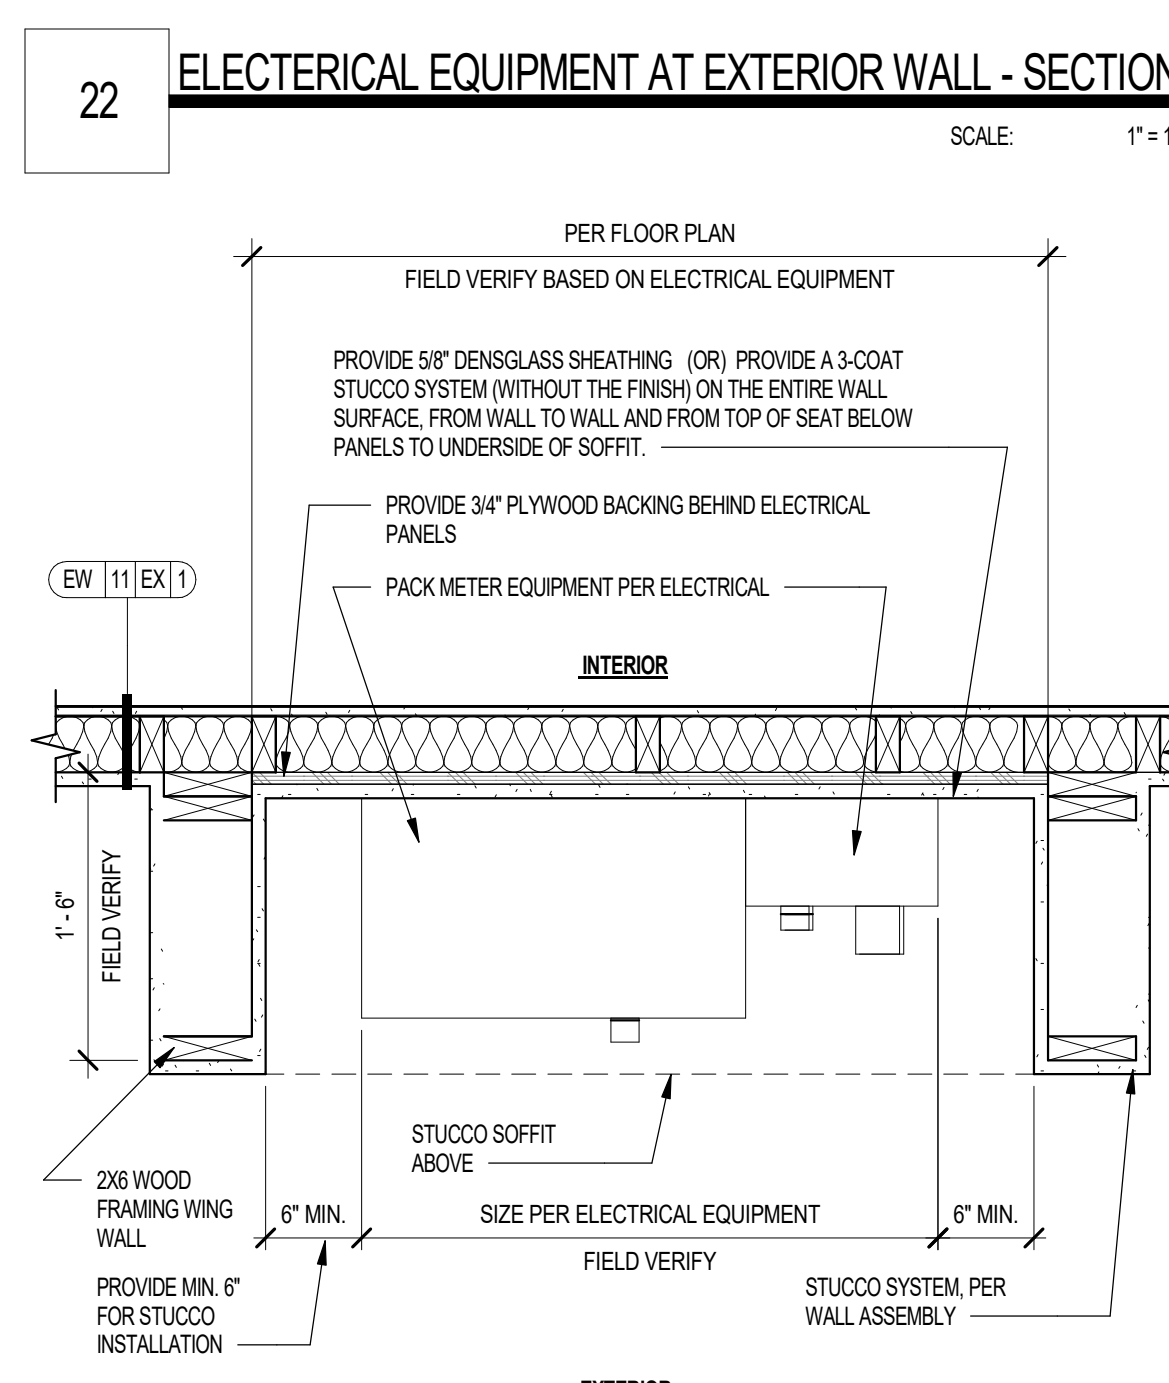 22
ELECTERICAL EQUIPMENT AT EXTERIOR WALL - SECTION
SCALE: 1" = 1
PER FLOOR PLAN
FIELD VERIFY BASED ON ELECTRICAL EQUIPMENT
PROVIDE 5/8" DENSGLASS SHEATHING (OR) PROVIDE A 3-COAT
STUCCO SYSTEM (WITHOUT THE FINISH) ON THE ENTIRE WALL
SURFACE, FROM WALL TO WALL AND FROM TOP OF SEAT BELOW
PANELS TO UNDERSIDE OF SOFFIT.
PROVIDE 3/4" PLYWOOD BACKING BEHIND ELECTRICAL
PANELS
EW 11 EX 1
PACK METER EQUIPMENT PER ELECTRICAL
INTERIOR
1' - 6"
FIELD VERIFY
STUCCO SOFFIT
ABOVE
2X6 WOOD
FRAMING WING
WALL
6" MIN.
SIZE PER ELECTRICAL EQUIPMENT
6" MIN.
FIELD VERIFY
PROVIDE MIN. 6"
FOR STUCCO
INSTALLATION
STUCCO SYSTEM, PER
WALL ASSEMBLY
EXTERIOR